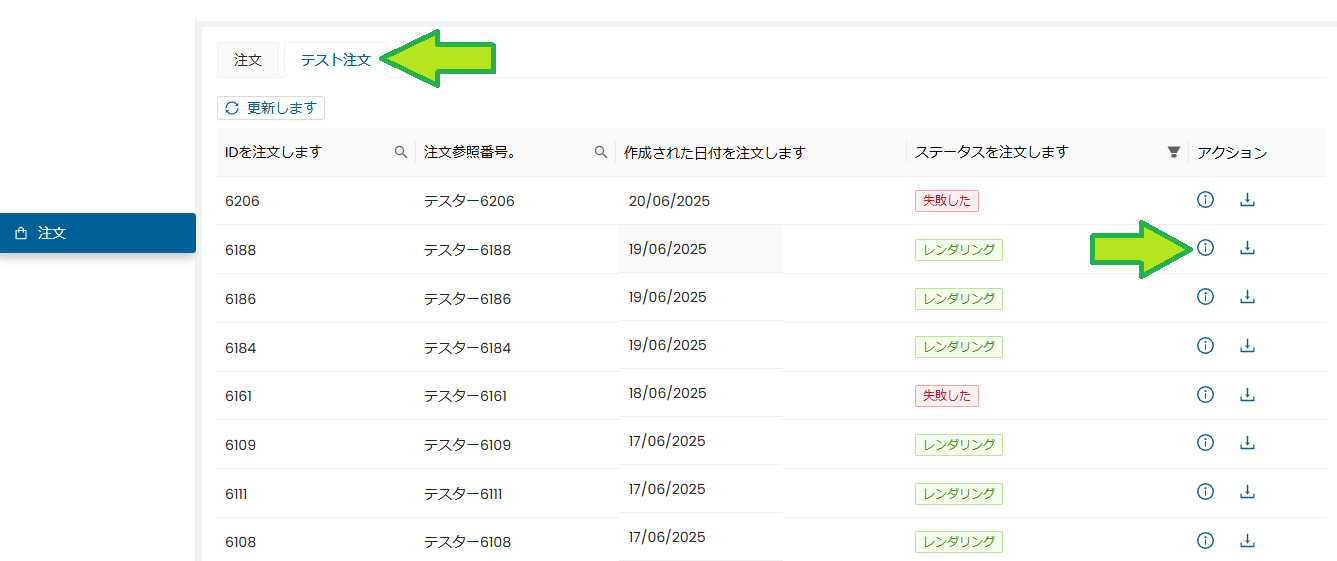 注文
テスト注文
更新します
IDを注文します
注文参照番号。
作成された日付を注文します
ステータスを注文します
アクション
6206
テスター6206
20/06/2025
失敗した
注文
6188
テスター6188
19/06/2025
レンダリング
6186
テスター6186
19/06/2025
レンダリング
6184
テスター6184
19/06/2025
レンダリング
6161
テスター6161
18/06/2025
失敗した
6109
テスター6109
17/06/2025
レンダリング
6111
テスター6111
17/06/2025
レンダリング
6108
テスター6108
17/06/2025
レンダリング